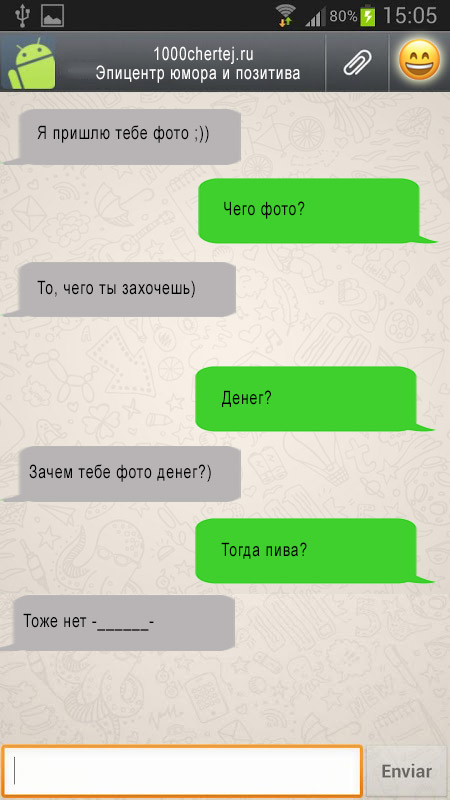 80% 15:05
1000chertej.ru
Эпицентр юмора и позитива
Я пришлю тебе фото ;))
Чего фото?
То, чего ты захочешь)
Денег?
Зачем тебе фото денег?)
Тогда пива?
Тоже нет -______-
Enviar